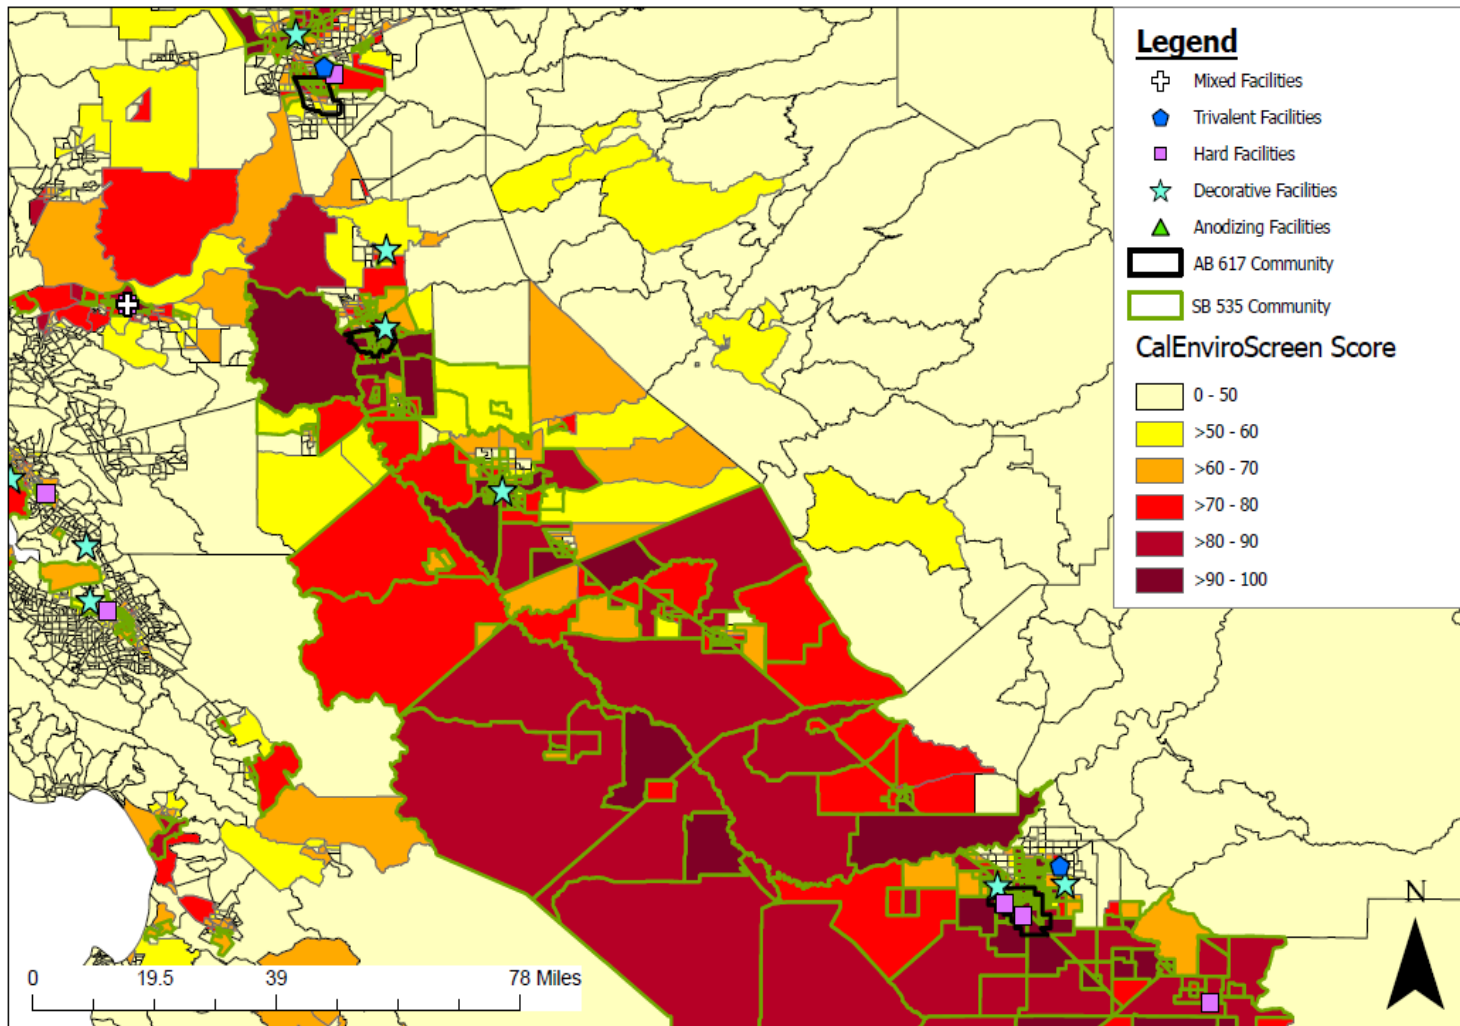 Legend
Mixed Facilities
Trivalent Facilities
Hard Facilities
Decorative Facilities
Anodizing Facilities
AB 617 Community
SB 535 Community
CalEnviroScreen Score
0 - 50
>50 - 60
>60 - 70
>70 - 80
>80 - 90
>90 - 100
N
0 19.5 39 78 Miles